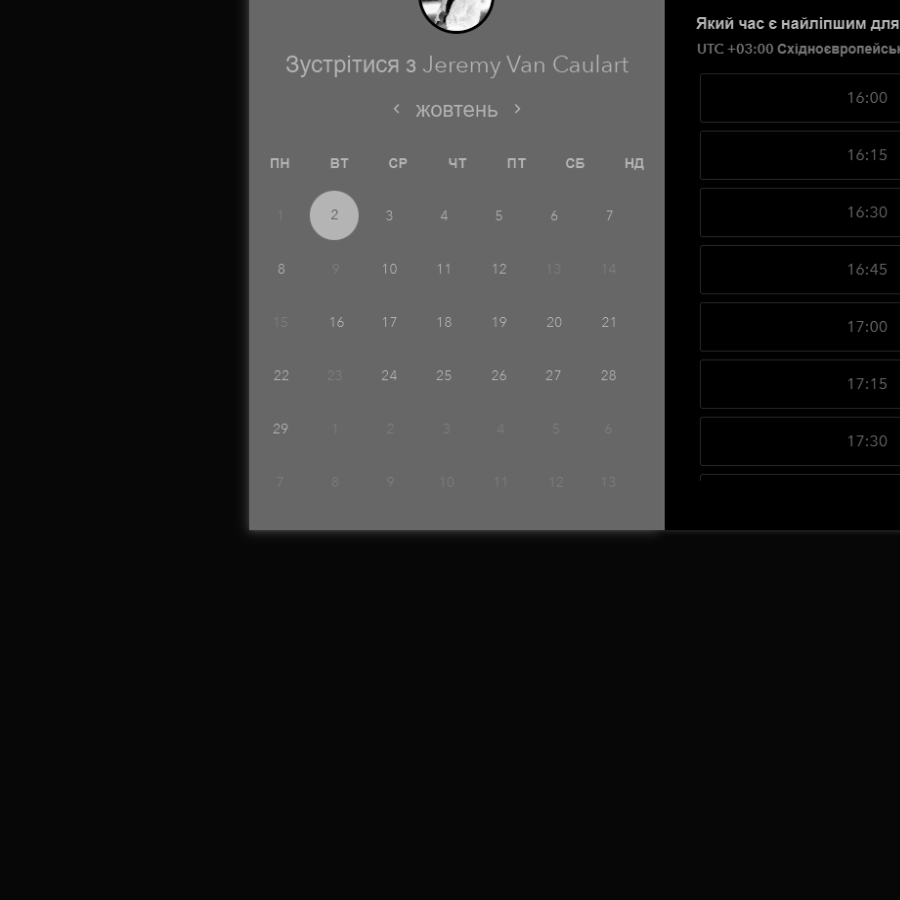 Зустрітися з Jeremy Van Caulart
жовтень
ПН ВТ СР ЧТ ПТ СБ НД
1 2 3 4 5 6 7
8 9 10 11 12 13 14
15 16 17 18 19 20 21
22 23 24 25 26 27 28
29 1 2 3 4 5 6
7 8 9 10 11 12 13
Який час є найліпшим для
UTC +03:00
16:00
16:15
16:30
16:45
17:00
17:15
17:30